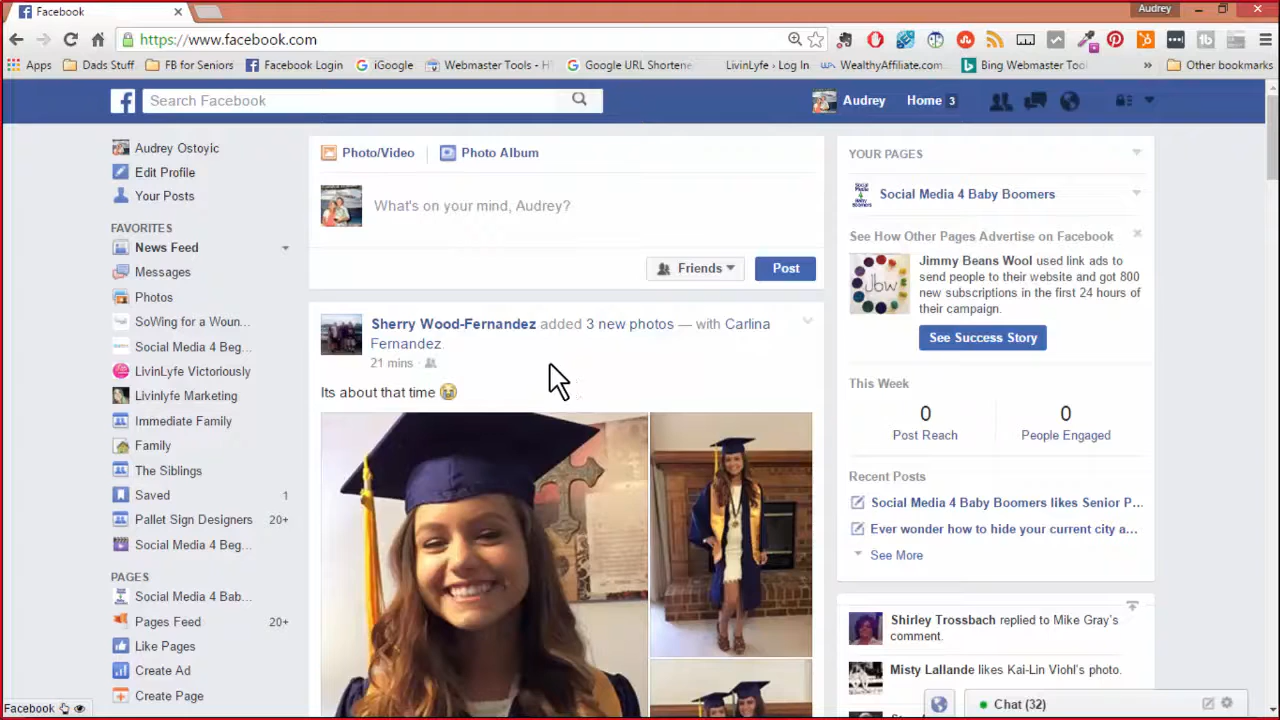 Facebook
Audrey
https://www.facebook.com
Apps
Dads Stuff
FB for Seniors
Facebook Login
iGoogle
Webmaster Tools - H
Google URL Shortene
LivinLyfe › Log In
WealthyAffiliate.com
Bing Webmaster Tool
»
Other bookmarks
Search Facebook
Audrey
Home 3
Audrey Ostoyic
Edit Profile
Your Posts
FAVORITES
News Feed
Messages
Photos
SoWing for a Woun...
Social Media 4 Beg...
LivinLyfe Victoriously
Livinlyfe Marketing
Immediate Family
Family
The Siblings
Saved 1
Pallet Sign Designers 20+
Social Media 4 Beg...
PAGES
Social Media 4 Bab...
Pages Feed 20+
Like Pages
Create Ad
Create Page
Facebook
Photo/Video
Photo Album
What's on your mind, Audrey?
Friends
Post
Sherry Wood-Fernandez added 3 new photos — with Carlina
Fernandez.
21 mins ·
Its about that time 😭
YOUR PAGES
Social Media 4 Baby Boomers
See How Other Pages Advertise on Facebook
jbw
Jimmy Beans Wool used link ads to
send people to their website and got 800
new subscriptions in the first 24 hours of
their campaign.
See Success Story
This Week
0 0
Post Reach People Engaged
Recent Posts
Social Media 4 Baby Boomers likes Senior P...
Ever wonder how to hide your current city a...
See More
Shirley Trossbach replied to Mike Gray's
comment.
Misty Lallande likes Kai-Lin Viohl's photo.
Chat (32)